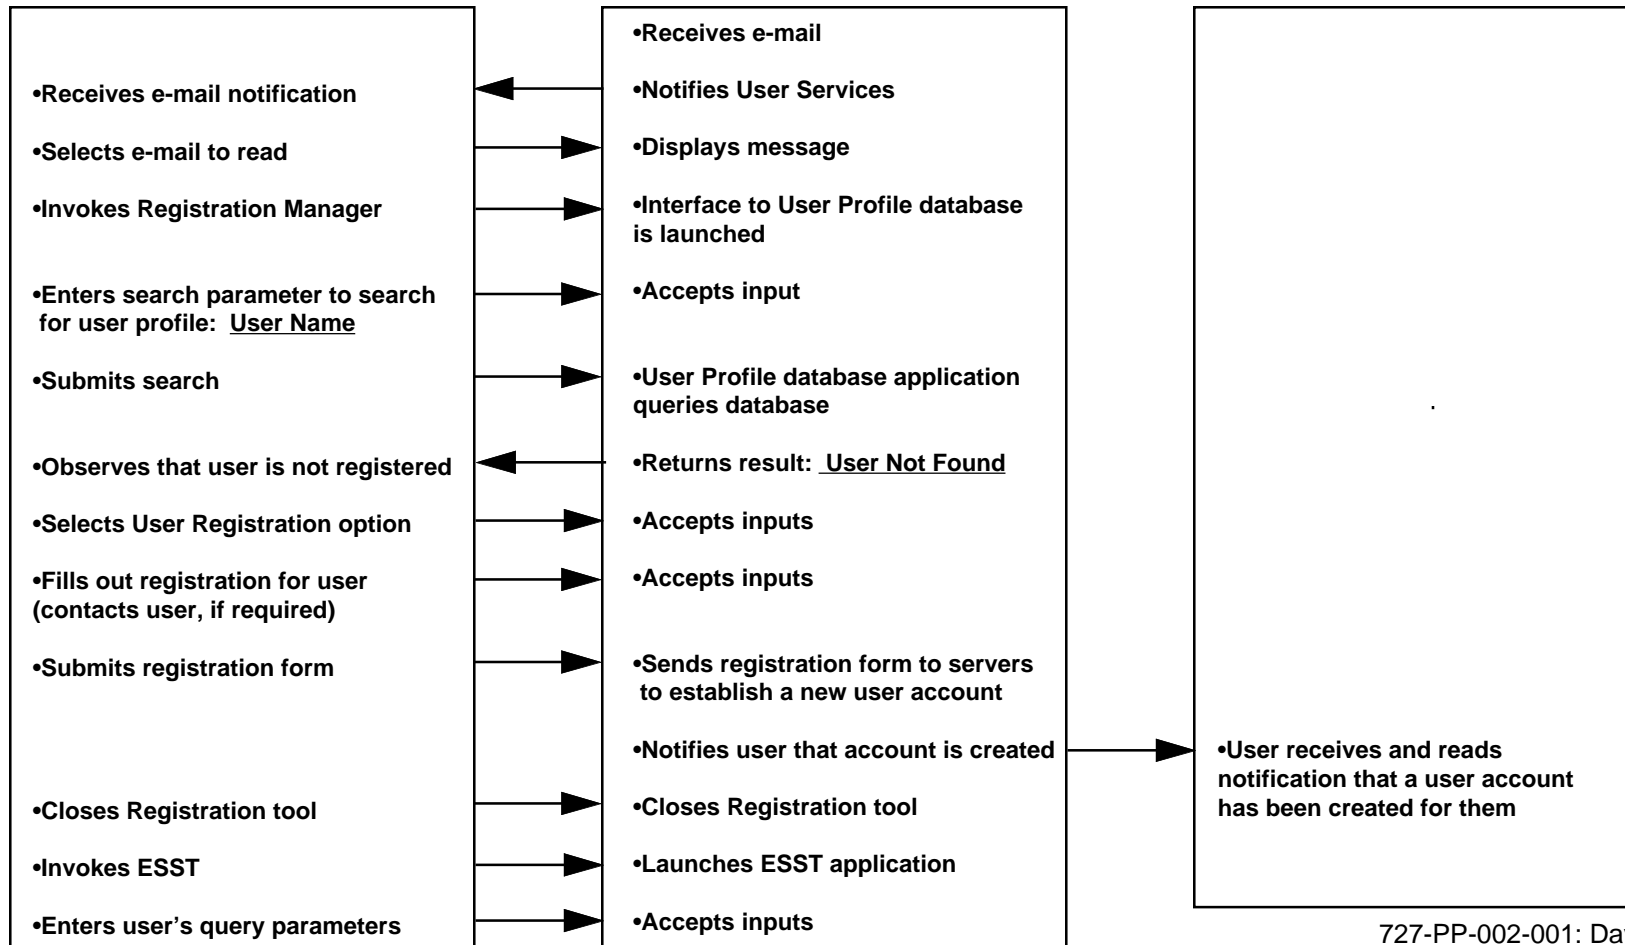 •Receives e-mail notification
•Selects e-mail to read
•Invokes Registration Manager
•Enters search parameter to search
for user profile: User Name
•Submits search
•Observes that user is not registered
•Selects User Registration option
•Fills out registration for user
(contacts user, if required)
•Submits registration form
•Closes Registration tool
•Invokes ESST
•Enters user's query parameters
•Receives e-mail
•Notifies User Services
•Displays message
•Interface to User Profile database
is launched
•Accepts input
•User Profile database application
queries database
•Returns result: User Not Found
•Accepts inputs
•Accepts inputs
•Sends registration form to servers
to establish a new user account
•Notifies user that account is created
•Closes Registration tool
•Launches ESST application
•Accepts inputs
.
•User receives and reads
notification that a user account
has been created for them
727-PP-002-001: Da